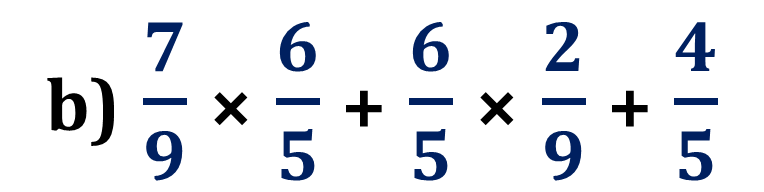 b) 7/9 × 6/5 + 6/5 × 2/9 + 4/5